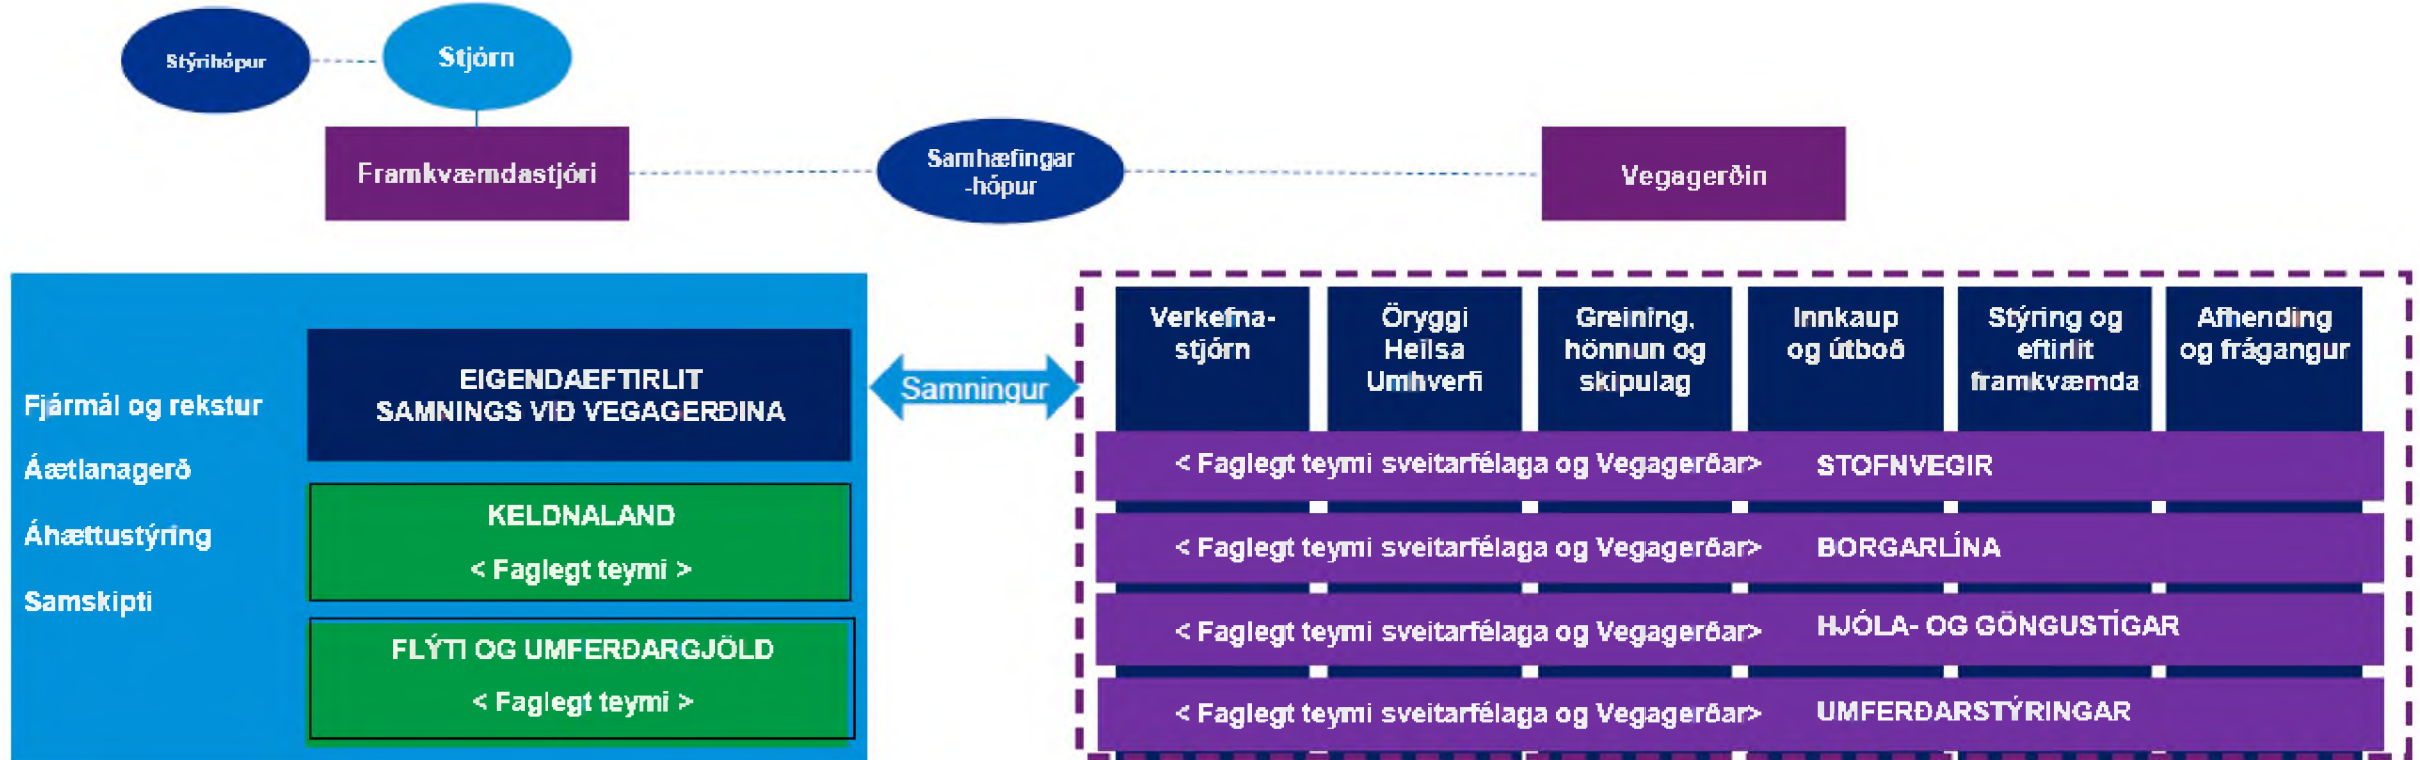 Stýrihópur
Stjórn
Framkvæmdastjóri
Samhæfingar
-hópur
Vegagerðin
Fjármál og rekstur
Áætlanagerð
Áhættustýring
Samskipti
EIGENDAEFTIRLIT
SAMNINGS VIÐ VEGAGERÐINA
KELDNALAND
< Faglegt teymi >
FLÝTI OG UMFERÐARGJÖLD
< Faglegt teymi >
Samningur
Verkefna-
stjórn
Öryggi
Heilsa
Umhverfi
Greining,
hönnun og
skipulag
Innkaup
og útboð
Stýring og
eftirlit
framkvæmda
Afhending
og frágangur
< Faglegt teymi sveitarfélaga og Vegagerðar> STOFNVEGIR
< Faglegt teymi sveitarfélaga og Vegagerðar> BORGARLÍNA
< Faglegt teymi sveitarfélaga og Vegagerðar> HJÓLA- OG GÖNGUSTÍGAR
< Faglegt teymi sveitarfélaga og Vegagerðar> UMFERÐARSTÝRINGAR